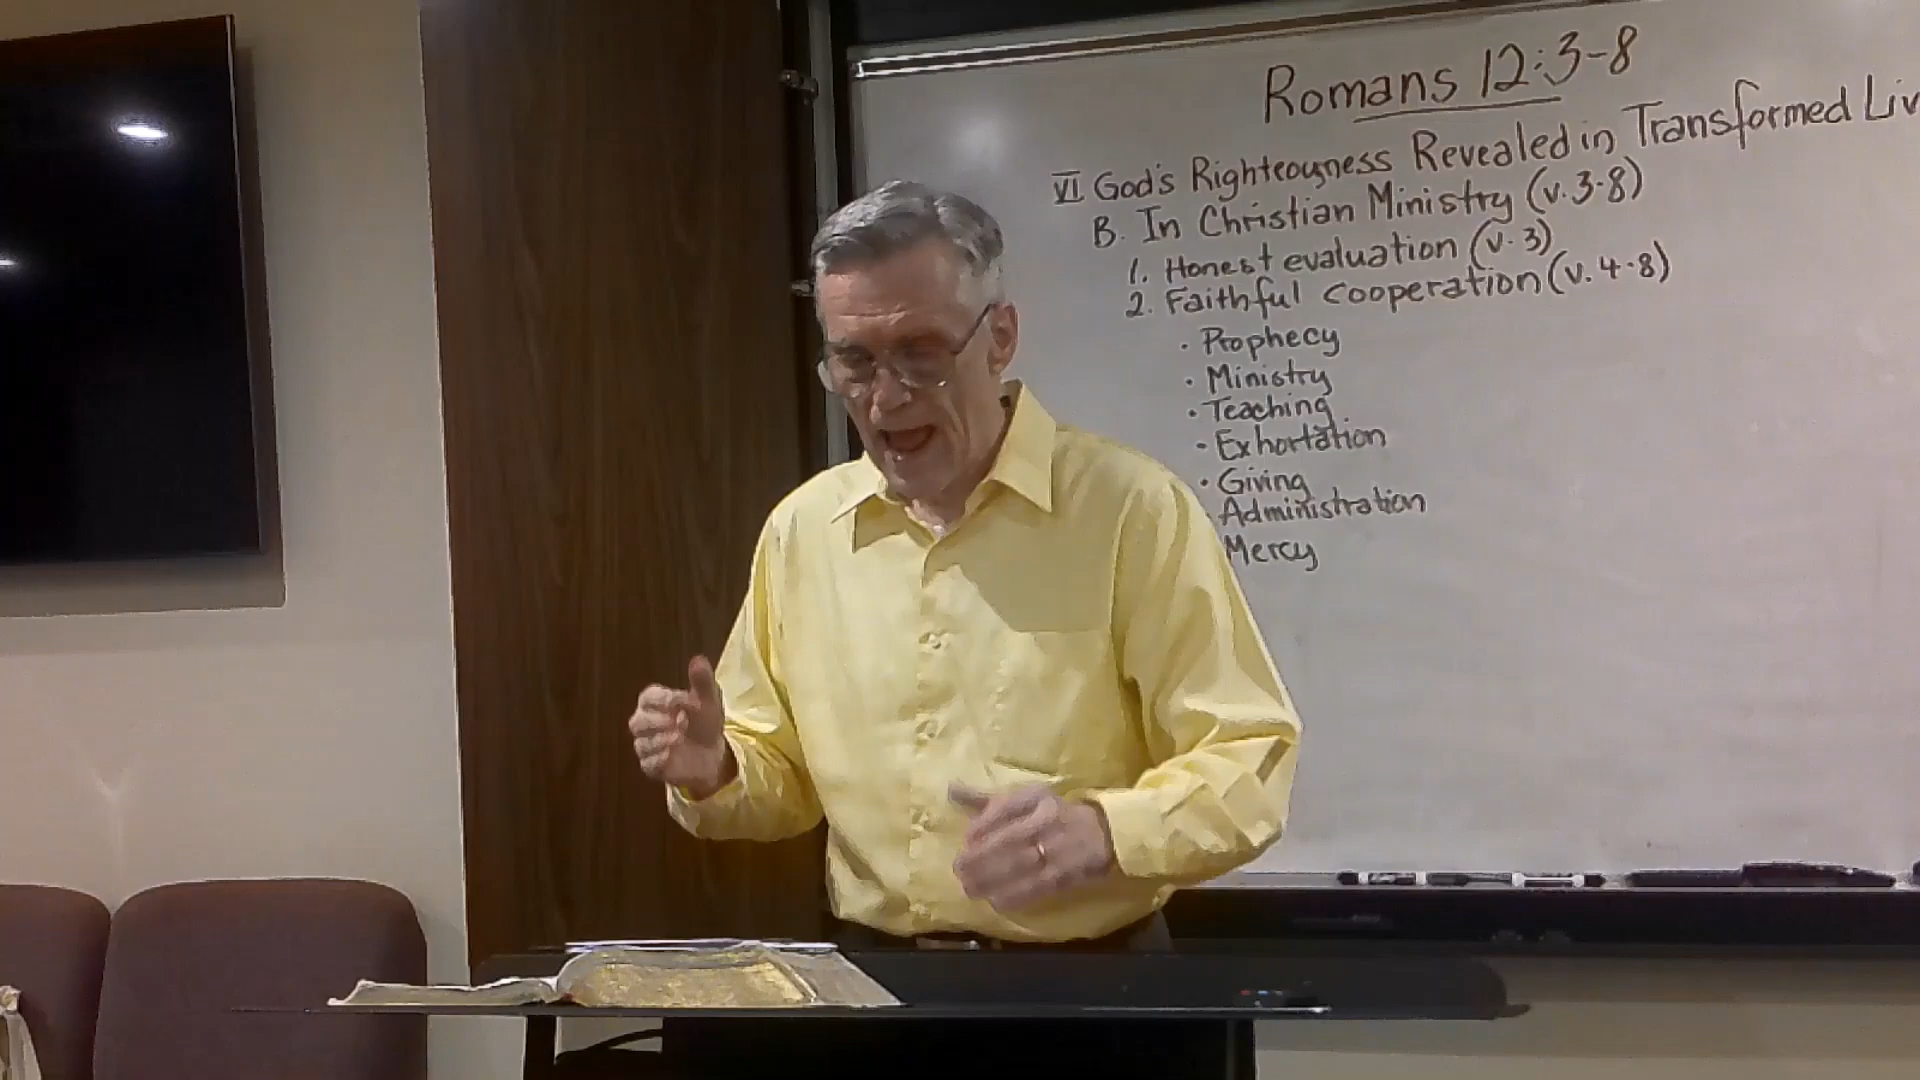 Romans 12:3-8
VI God's Righteousness Revealed in Transformed Liv
B. In Christian Ministry (v. 3-8)
1. Honest evaluation (v. 3)
2. Faithful cooperation (v. 4-8)
• Prophecy
• Ministry
• Teaching
• Exhortation
• Giving
Administration
Mercy